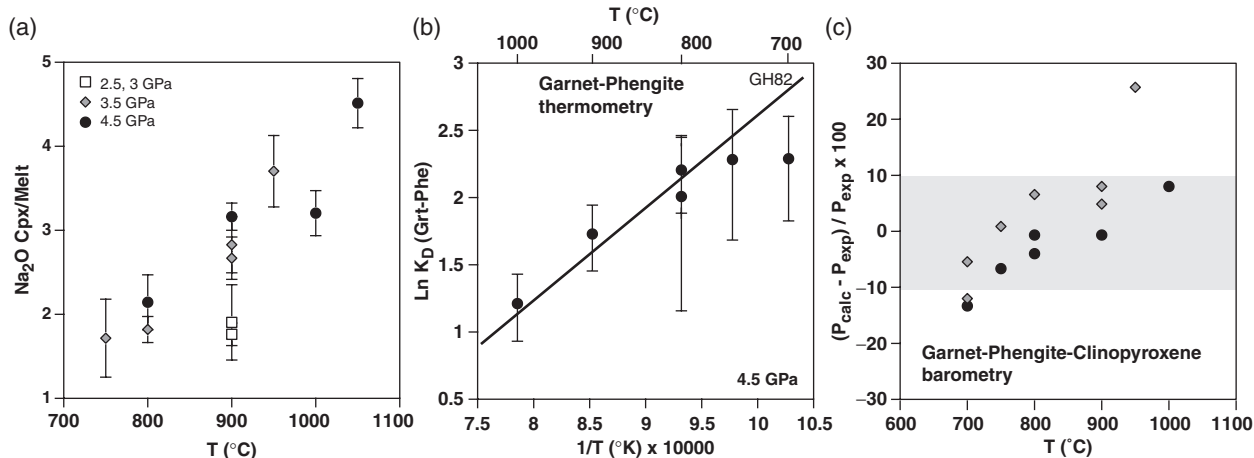 (a)
5
4
3
2
1
Na₂O Cpx/Melt
2.5, 3 GPa
3.5 GPa
4.5 GPa
700 800 900 1000 1100
T (°C)
(b)
T (°C)
1000 900 800 700
3
2.5
2
1.5
1
0.5
Ln K_D (Grt-Phe)
Garnet-Phengite
thermometry
GH82
4.5 GPa
7.5 8 8.5 9 9.5 10 10.5
1/T (°K) x 10000
(c)
30
20
10
0
−10
−20
−30
(P_calc - P_exp) / P_exp x 100
Garnet-Phengite-Clinopyroxene
barometry
600 700 800 900 1000 1100
T (°C)